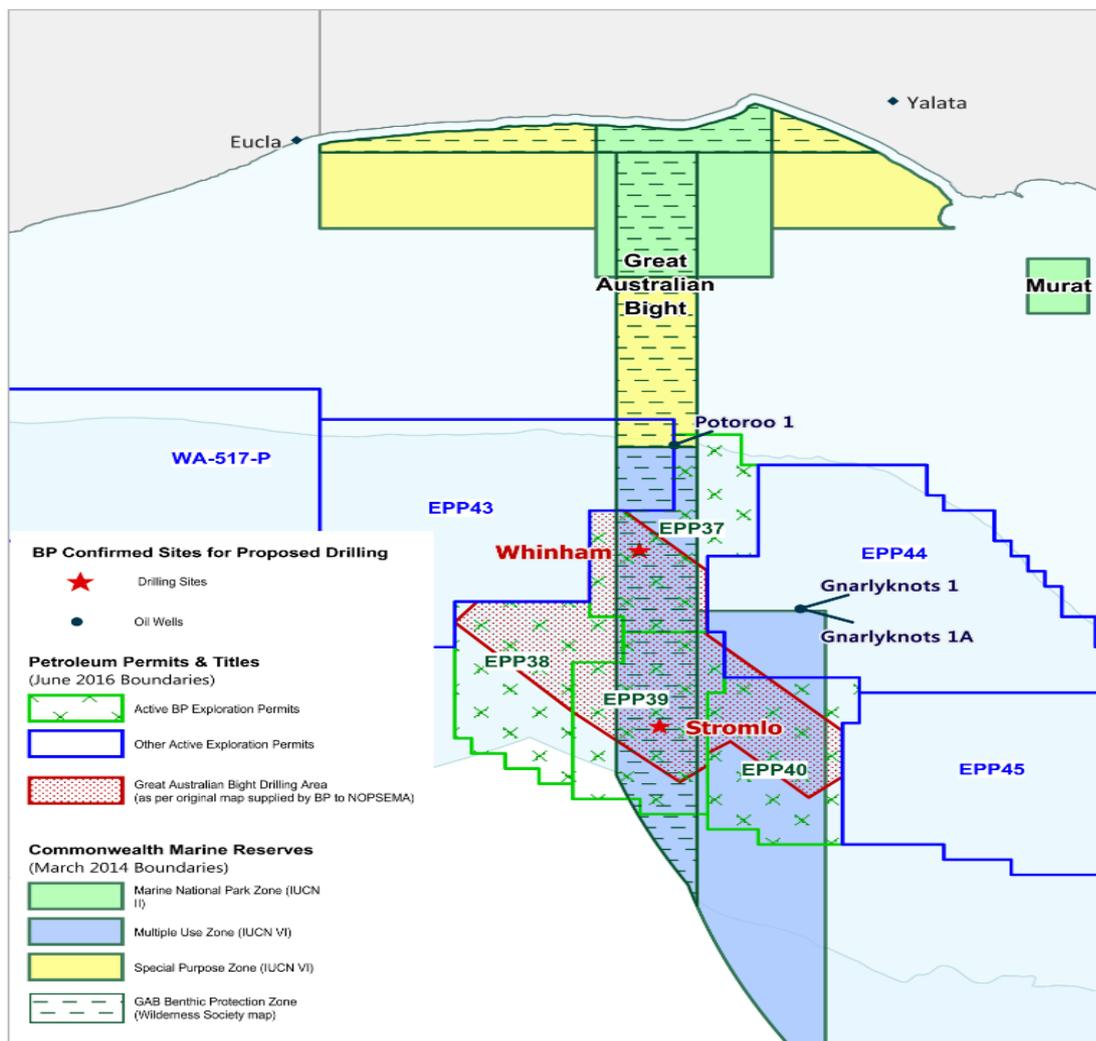 Yalata
Eucla
Great
Australian
Bight
Murat
Potoroo 1
WA-517-P
EPP43
EPP37
EPP44
Whinham
Gnarlyknots 1
Gnarlyknots 1A
EPP38
EPP39
Stromlo
EPP40
EPP45
BP Confirmed Sites for Proposed Drilling
Drilling Sites
Oil Wells
Petroleum Permits & Titles
(June 2016 Boundaries)
Active BP Exploration Permits
Other Active Exploration Permits
Great Australian Bight Drilling Area
(as per original map supplied by BP to NOPSEMA)
Commonwealth Marine Reserves
(March 2014 Boundaries)
Marine National Park Zone (IUCN
II)
Multiple Use Zone (IUCN VI)
Special Purpose Zone (IUCN VI)
GAB Benthic Protection Zone
(Wilderness Society map)